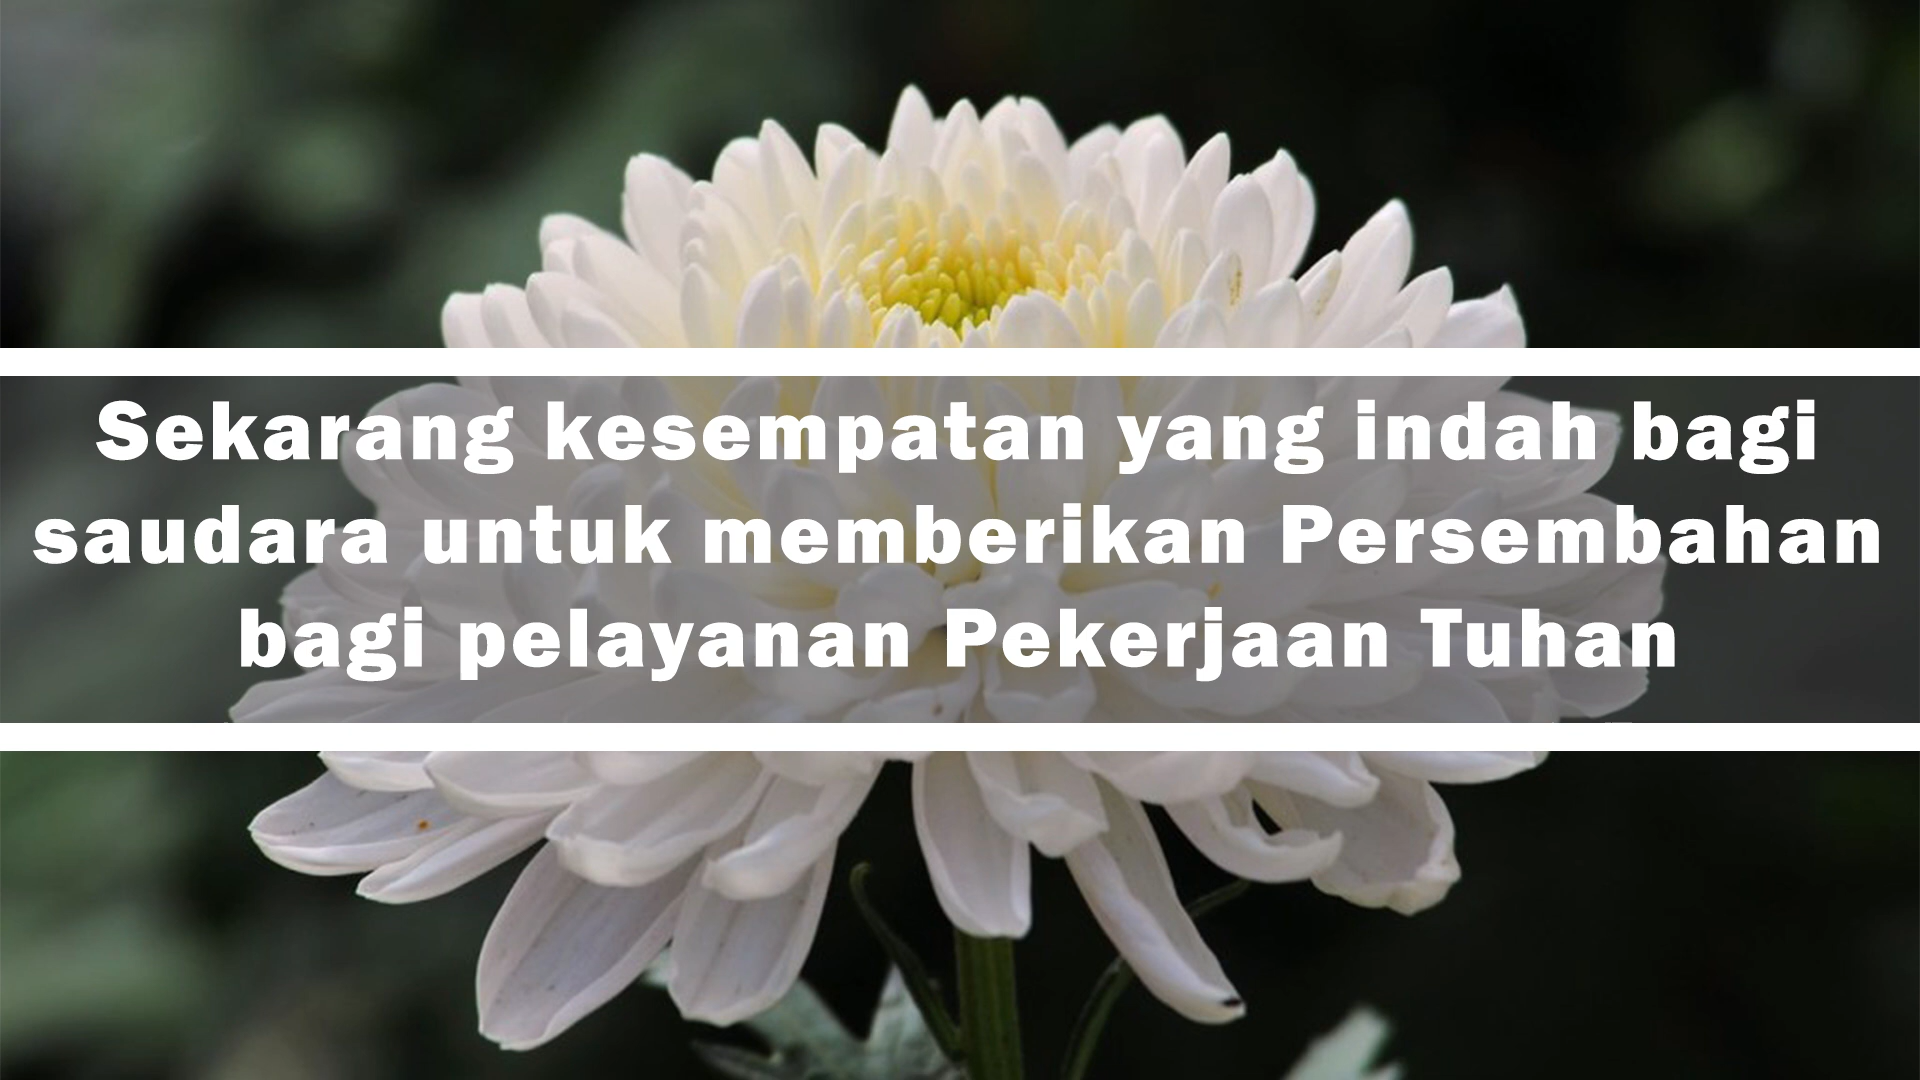 Sekarang kesempatan yang indah bagi
saudara untuk memberikan Persembahan
bagi pelayanan Pekerjaan Tuhan